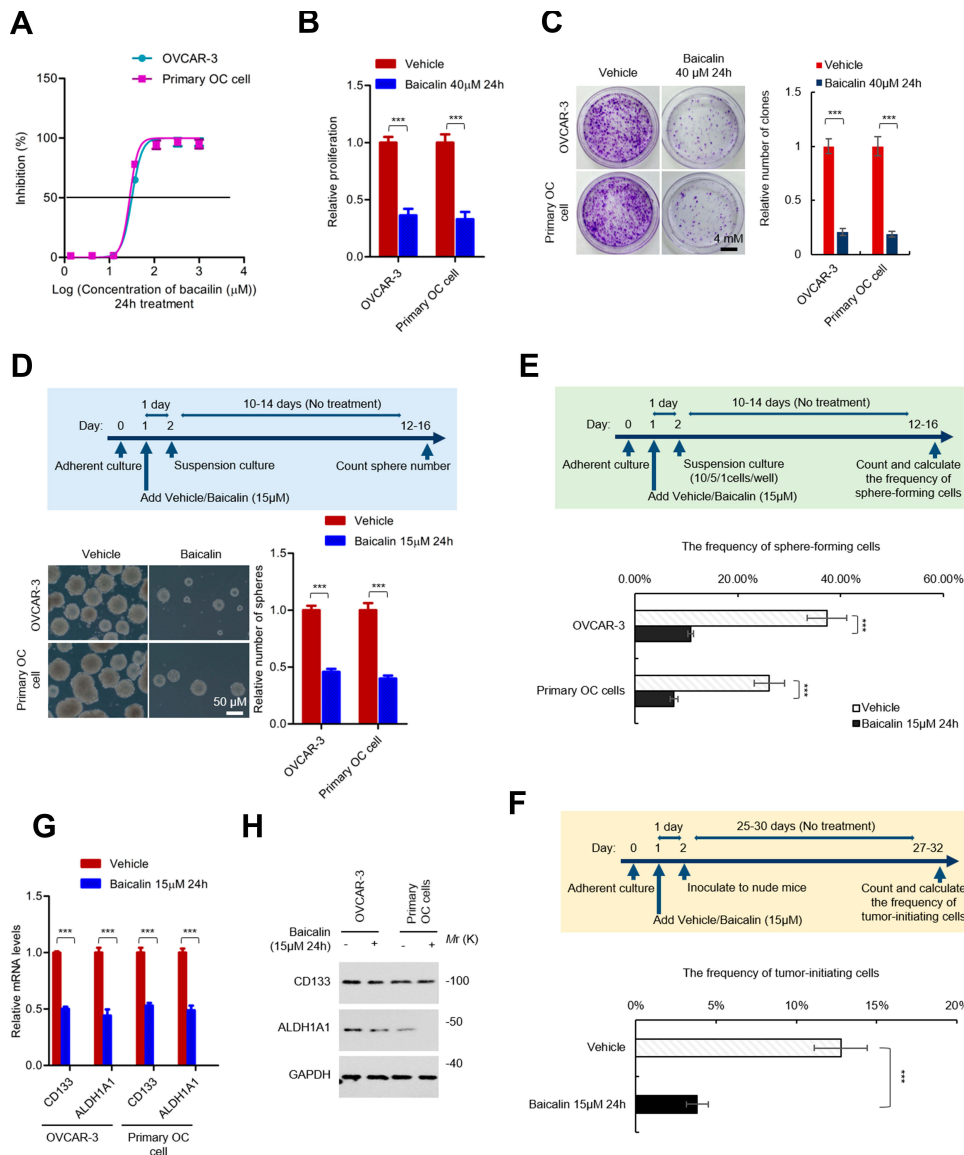 A
OVCAR-3
Primary OC cell
150
100
50
0
0
1
2
3
4
Inhibition (%)
Log (Concentration of bacailin (μM))
24h treatment
B
Vehicle
Baicalin 40μM 24h
1.5
1.0
0.5
0.0
Relative proliferation
***
***
OVCAR-3
Primary OC cell
C
Vehicle
Baicalin
40 μM 24h
OVCAR-3
Primary OC
cell
4 mM
Vehicle
Baicalin 40μM 24h
1.5
1
0.5
0
Relative number of clones
***
***
OVCAR-3
Primary OC cell
D
1 day
10-14 days (No treatment)
Day:
0
1
2
12-16
Adherent culture
Suspension culture
Count sphere number
Add Vehicle/Baicalin (15μM)
Vehicle
Baicalin
OVCAR-3
Primary OC
cell
50 μM
Vehicle
Baicalin 15μM 24h
1.5
1.0
0.5
0.0
Relative number of spheres
***
***
OVCAR-3
Primary OC cell
E
1 day
10-14 days (No treatment)
Day:
0
1
2
12-16
Adherent culture
Suspension culture
(10/5/1cells/well)
Count and calculate
the frequency of
sphere-forming cells
Add Vehicle/Baicalin (15μM)
The frequency of sphere-forming cells
0.00%
20.00%
40.00%
60.00%
OVCAR-3
***
Primary OC cells
***
Vehicle
Baicalin 15μM 24h
F
1 day
25-30 days (No treatment)
Day:
0
1
2
27-32
Adherent culture
Inoculate to nude mice
Count and calculate
the frequency of
tumor-initiating cells
Add Vehicle/Baicalin (15μM)
The frequency of tumor-initiating cells
0%
5%
10%
15%
20%
Vehicle
Baicalin 15μM 24h
***
G
Vehicle
Baicalin 15μM 24h
1.5
1.0
0.5
0.0
Relative mRNA levels
***
***
***
***
CD133
ALDH1A1
CD133
ALDH1A1
OVCAR-3
Primary OC
cell
H
OVCAR-3
Primary
OC cells
Baicalin
(15μM 24h)
-
+
-
+
Mr (K)
CD133
-100
ALDH1A1
-50
GAPDH
-40